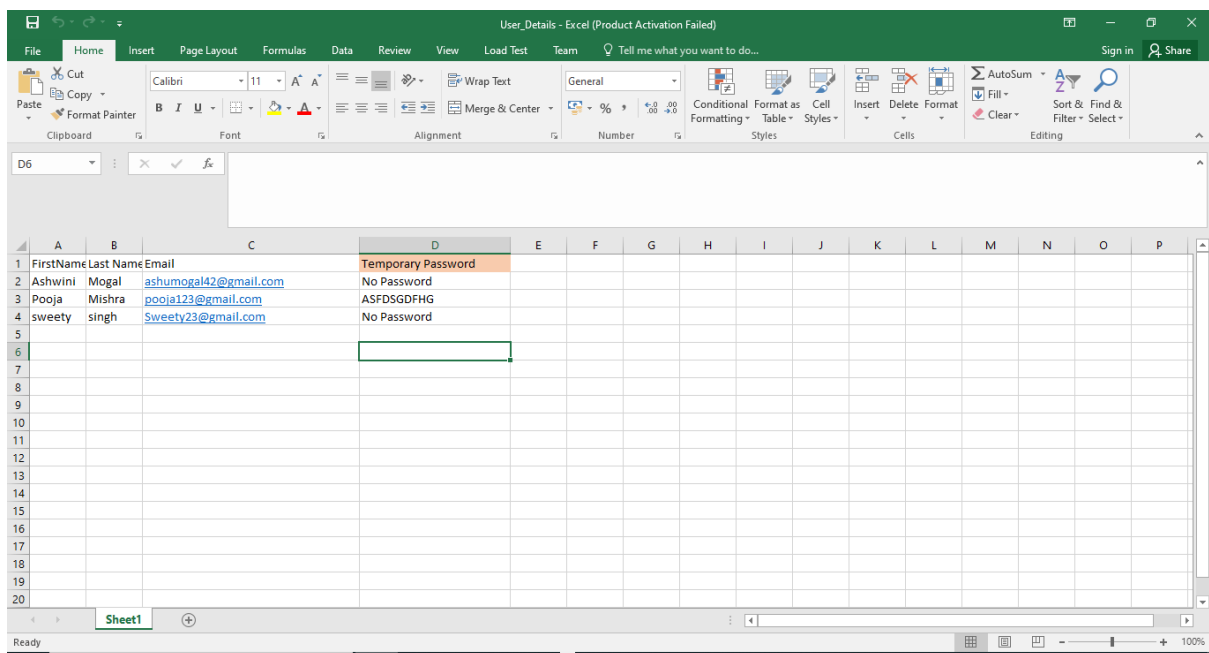 User_Details - Excel (Product Activation Failed)
File Home Insert Page Layout Formulas Data Review View Load Test Team Tell me what you want to do... Sign in Share
Paste Cut Copy Format Painter Clipboard
Calibri 11 A A B I U A Font
Wrap Text Merge & Center Alignment
General % , .0 .00 .00 .0 Number
Conditional Formatting Format as Table Cell Styles Styles
Insert Delete Format Cells
AutoSum Fill Clear Sort & Filter Find & Select Editing
D6 fx
A B C D E F G H I J K L M N O P
1 FirstName Last Name Email Temporary Password
2 Ashwini Mogal ashumogal42@gmail.com No Password
3 Pooja Mishra pooja123@gmail.com ASFDSGDFHG
4 sweety singh Sweety23@gmail.com No Password
5
6
7
8
9
10
11
12
13
14
15
16
17
18
19
20
Sheet1
Ready 100%